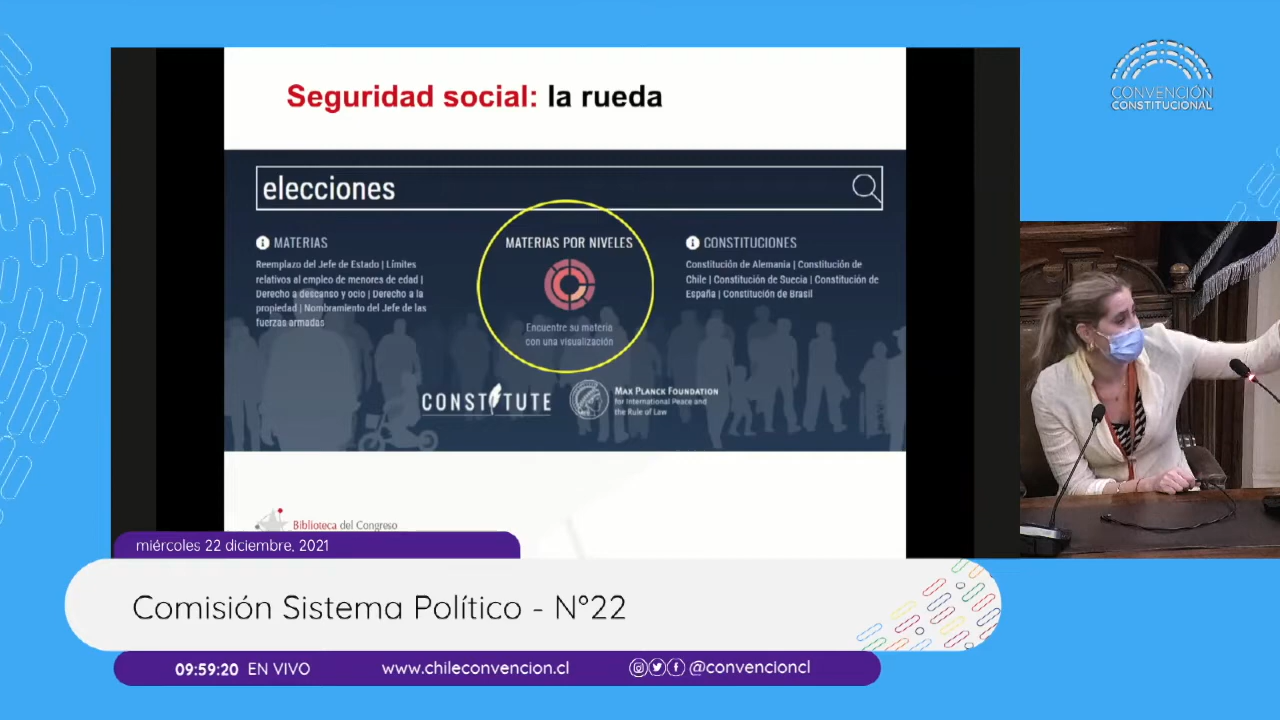 Seguridad social: la rueda
elecciones
MATERIAS
Reemplazo del Jefe de Estado | Límites
relativos al empleo de menores de edad |
Derecho a descanso y ocio | Derecho a la
propiedad | Nombramiento del Jefe de las
fuerzas armadas
MATERIAS POR NIVELES
Encuentre su materia
con una visualización
CONSTITUCIONES
Constitución de Alemania | Constitución de
Chile | Constitución de Suecia | Constitución de
España | Constitución de Brasil
CONSTITUTE
MAX PLANCK FOUNDATION
for International Peace and
the Rule of Law
Biblioteca del Congreso
CONVENCIÓN
CONSTITUCIONAL
miércoles 22 diciembre, 2021
Comisión Sistema Político - N°22
09:59:20 EN VIVO
www.chileconvencion.cl
@convencioncl